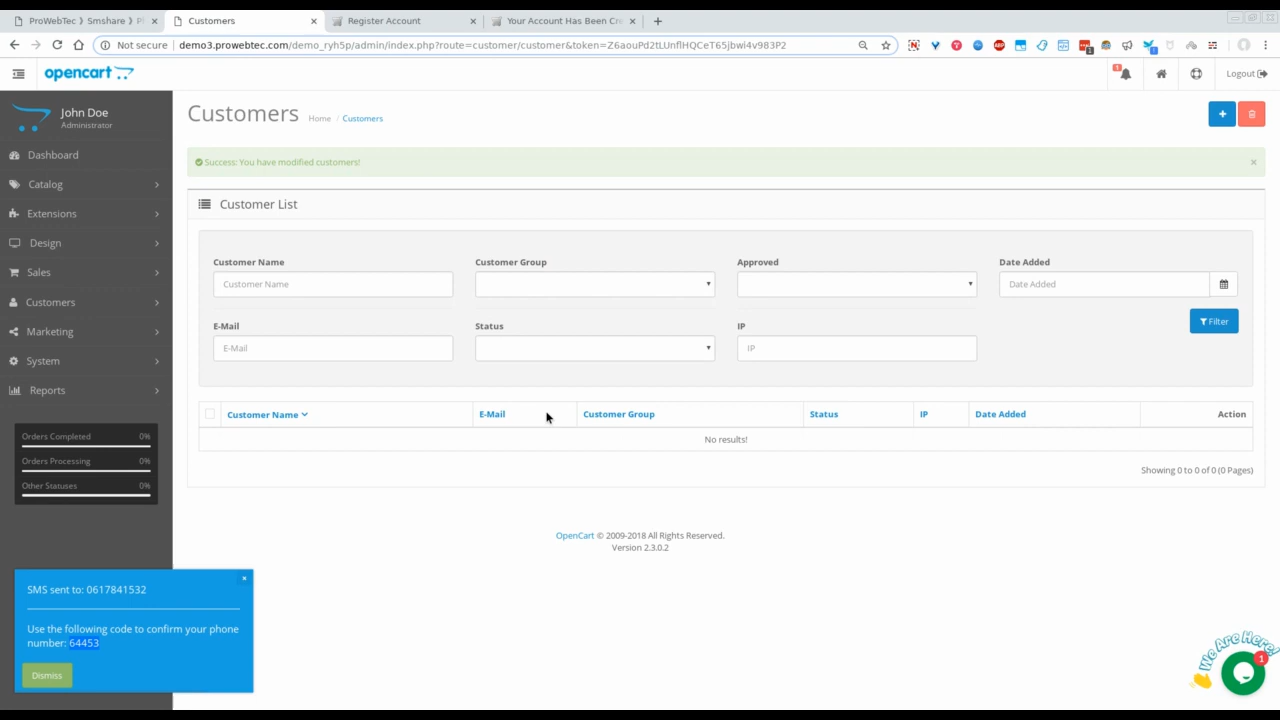 ProWebTec 》 Smshare 》 P
Customers
Register Account
Your Account Has Been Cr
Not secure | demo3.prowebtec.com/demo_ryh5p/admin/index.php?route=customer/customer&token=Z6aouPd2tLUnflHQCeT65jbwi4v983P2
opencart
1
Logout
John Doe
Administrator
Customers
Home / Customers
Dashboard
Catalog
Extensions
Design
Sales
Customers
Marketing
System
Reports
Orders Completed 0%
Orders Processing 0%
Other Statuses 0%
Success: You have modified customers!
×
Customer List
Customer Name
Customer Group
Approved
Date Added
Customer Name
Date Added
E-Mail
Status
IP
Filter
E-Mail
IP
Customer Name
E-Mail
Customer Group
Status
IP
Date Added
Action
No results!
Showing 0 to 0 of 0 (0 Pages)
OpenCart © 2009-2018 All Rights Reserved.
Version 2.3.0.2
SMS sent to: 0617841532
×
Use the following code to confirm your phone
number: 64453
Dismiss
We Are Here!
1